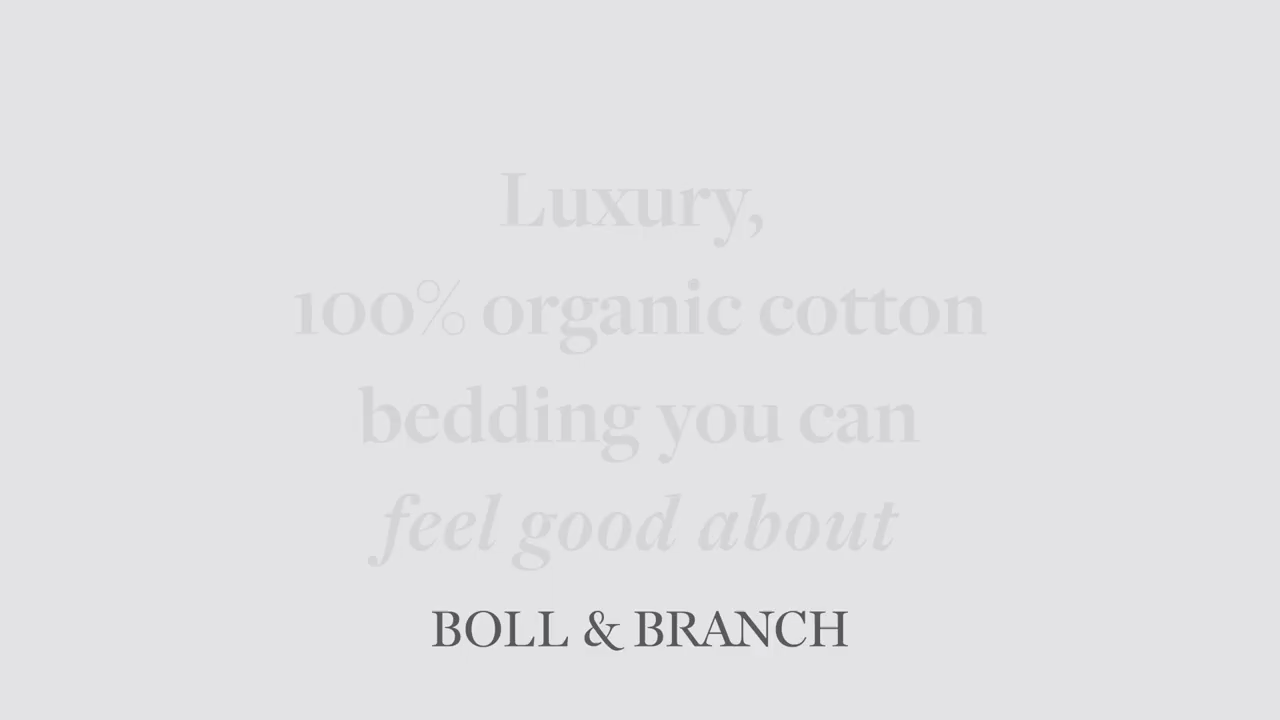 Luxury,
100% organic cotton
bedding you can
feel good about
BOLL & BRANCH